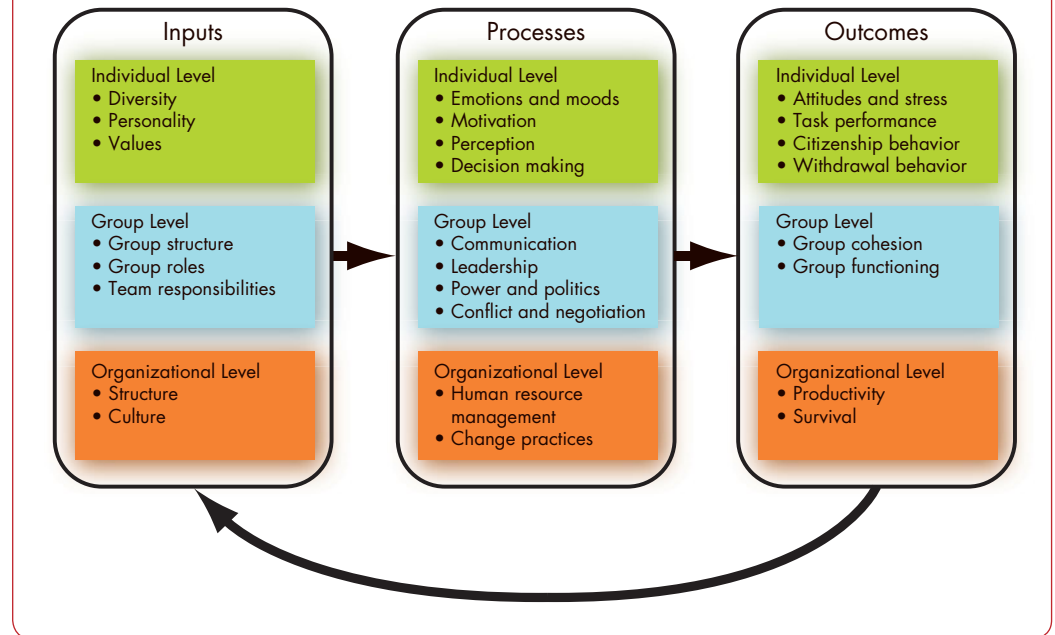 Inputs
Individual Level
• Diversity
• Personality
• Values
Group Level
• Group structure
• Group roles
• Team responsibilities
Organizational Level
• Structure
• Culture
Processes
Individual Level
• Emotions and moods
• Motivation
• Perception
• Decision making
Group Level
• Communication
• Leadership
• Power and politics
• Conflict and negotiation
Organizational Level
• Human resource
management
• Change practices
Outcomes
Individual Level
• Attitudes and stress
• Task performance
• Citizenship behavior
• Withdrawal behavior
Group Level
• Group cohesion
• Group functioning
Organizational Level
• Productivity
• Survival